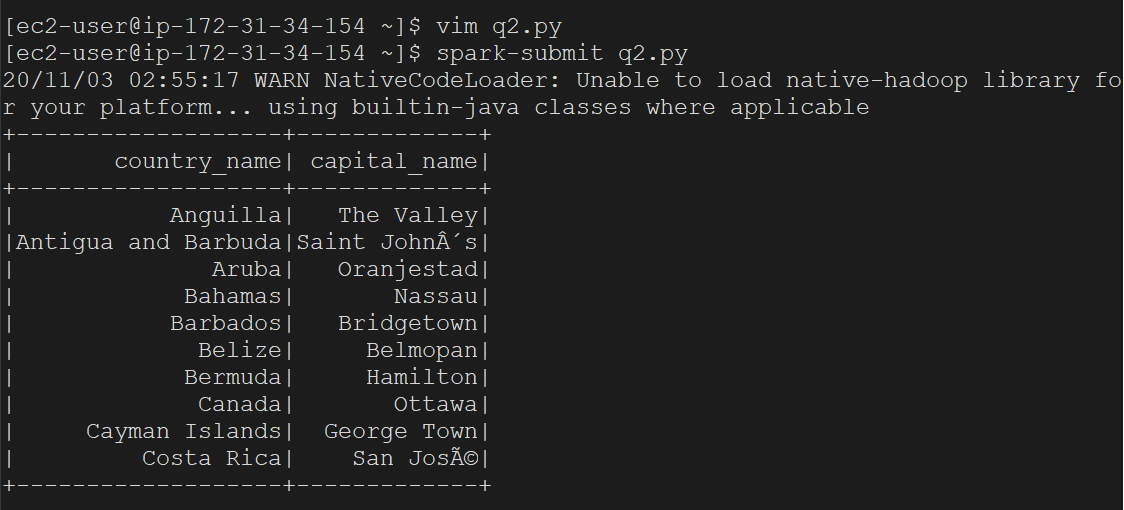 [ec2-user@ip-172-31-34-154 ~]$ vim q2.py
[ec2-user@ip-172-31-34-154 ~]$ spark-submit q2.py
20/11/03 02:55:17 WARN NativeCodeLoader: Unable to load native-hadoop library fo
r your platform... using builtin-java classes where applicable
+-------------------+-------------+
|       country_name| capital_name|
+-------------------+-------------+
|           Anguilla|   The Valley|
|Antigua and Barbuda|Saint JohnÂ´s|
|              Aruba|   Oranjestad|
|            Bahamas|       Nassau|
|           Barbados|   Bridgetown|
|             Belize|     Belmopan|
|            Bermuda|     Hamilton|
|             Canada|       Ottawa|
|     Cayman Islands|  George Town|
|         Costa Rica|    San JosÃ©|
+-------------------+-------------+